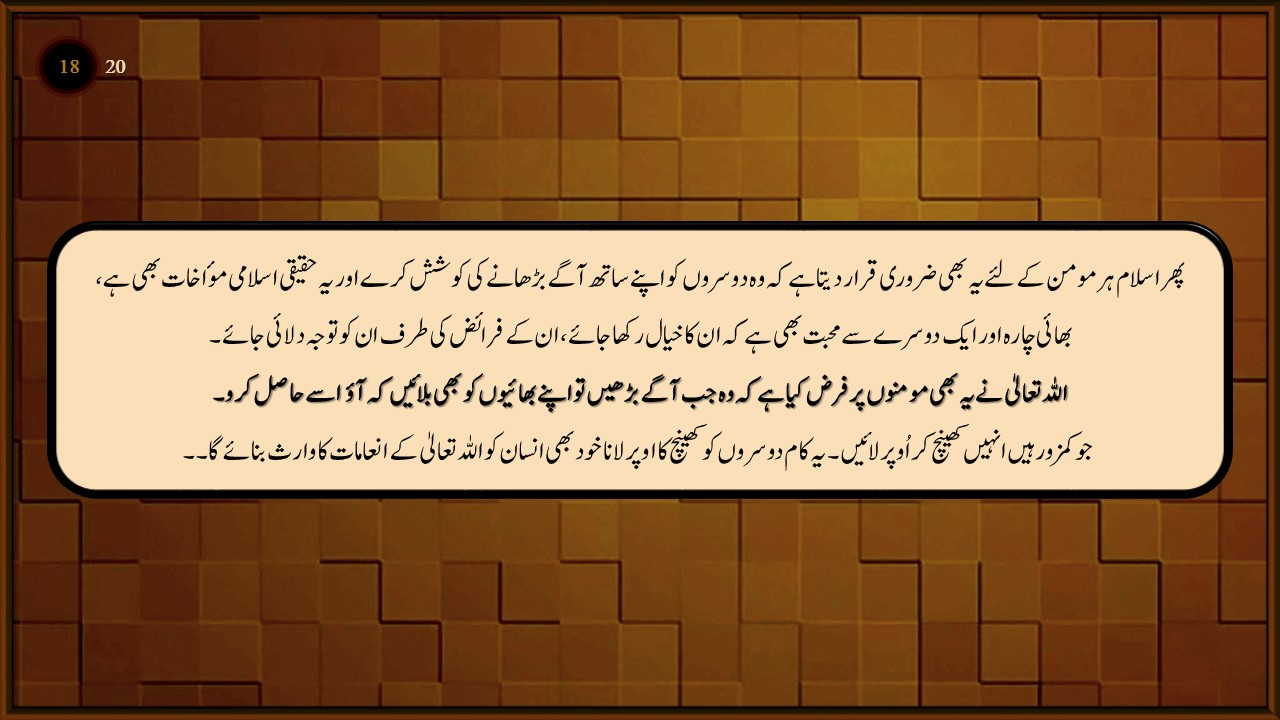 18 20
پھر اسلام ہر مومن کے لئے یہ بھی ضروری قرار دیتا ہے کہ وہ دوسروں کو اپنے ساتھ آگے بڑھانے کی کوشش کرے اور یہ حقیقی اسلامی مؤاخات بھی ہے،
بھائی چارہ اور ایک دوسرے سے محبت بھی ہے کہ ان کا خیال رکھا جائے، ان کے فرائض کی طرف ان کو توجہ دلائی جائے۔
اللہ تعالیٰ نے یہ بھی مومنوں پر فرض کیا ہے کہ وہ جب آگے بڑھیں تو اپنے بھائیوں کو بھی بلائیں کہ آؤ اسے حاصل کرو۔
جو کمزور ہیں انہیں کھینچ کر اُوپر لائیں۔ یہ کام دوسروں کو کھینچ کا اوپر لانا خود بھی انسان کو اللہ تعالیٰ کے انعامات کا وارث بنائے گا۔۔